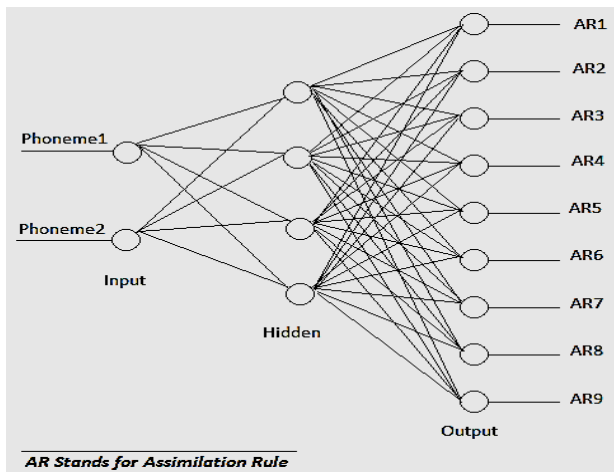 Phoneme1
Phoneme2
Input
Hidden
Output
AR1
AR2
AR3
AR4
AR5
AR6
AR7
AR8
AR9
AR Stands for Assimilation Rule